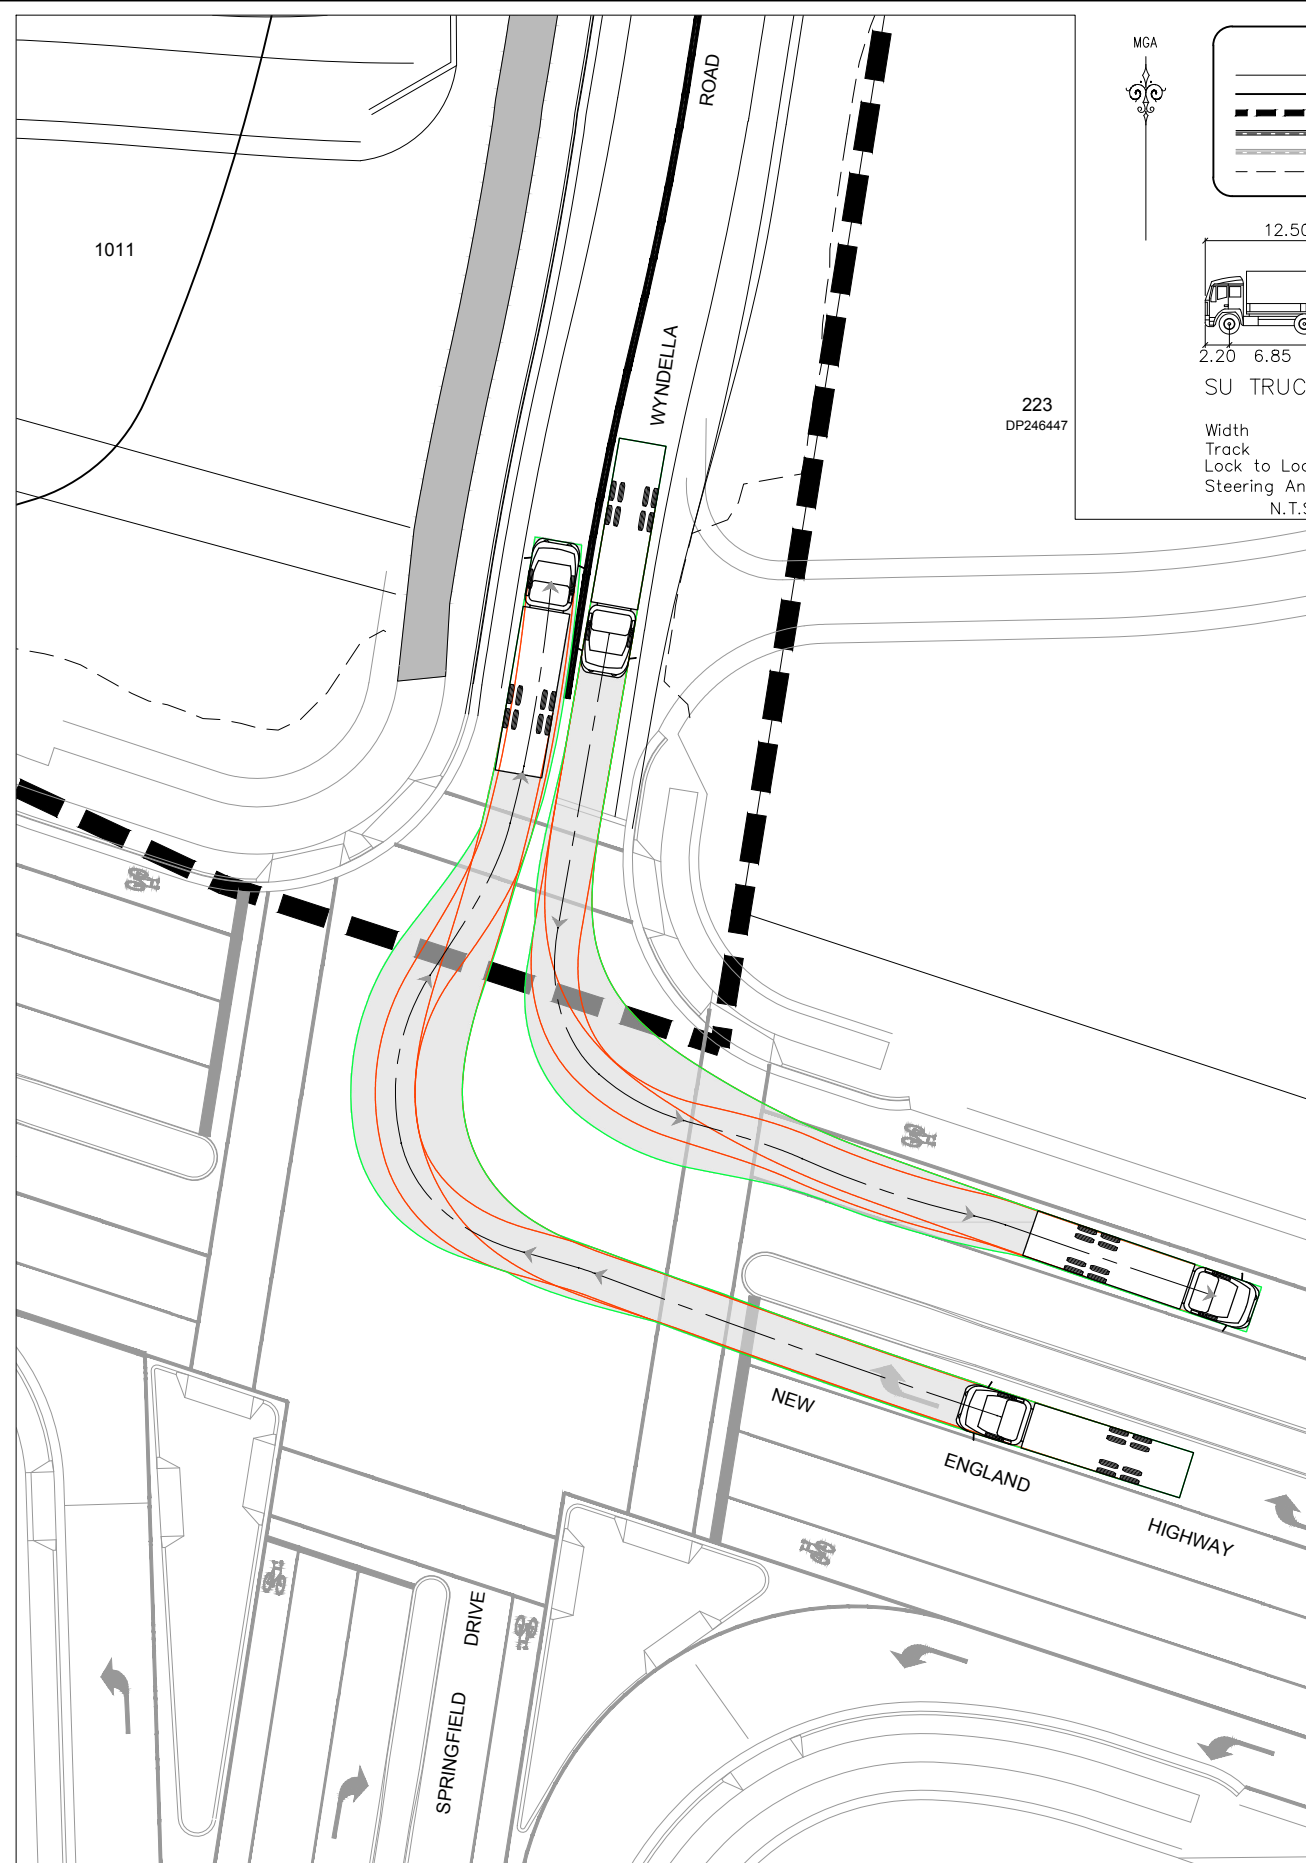 MGA
ROAD
1011
12.50
WYNDELLA
2.20 6.85
SU TRUC
223
DP246447
Width
Track
Lock to Loc
Steering An
N.T.S
NEW
ENGLAND
HIGHWAY
DRIVE
SPRINGFIELD